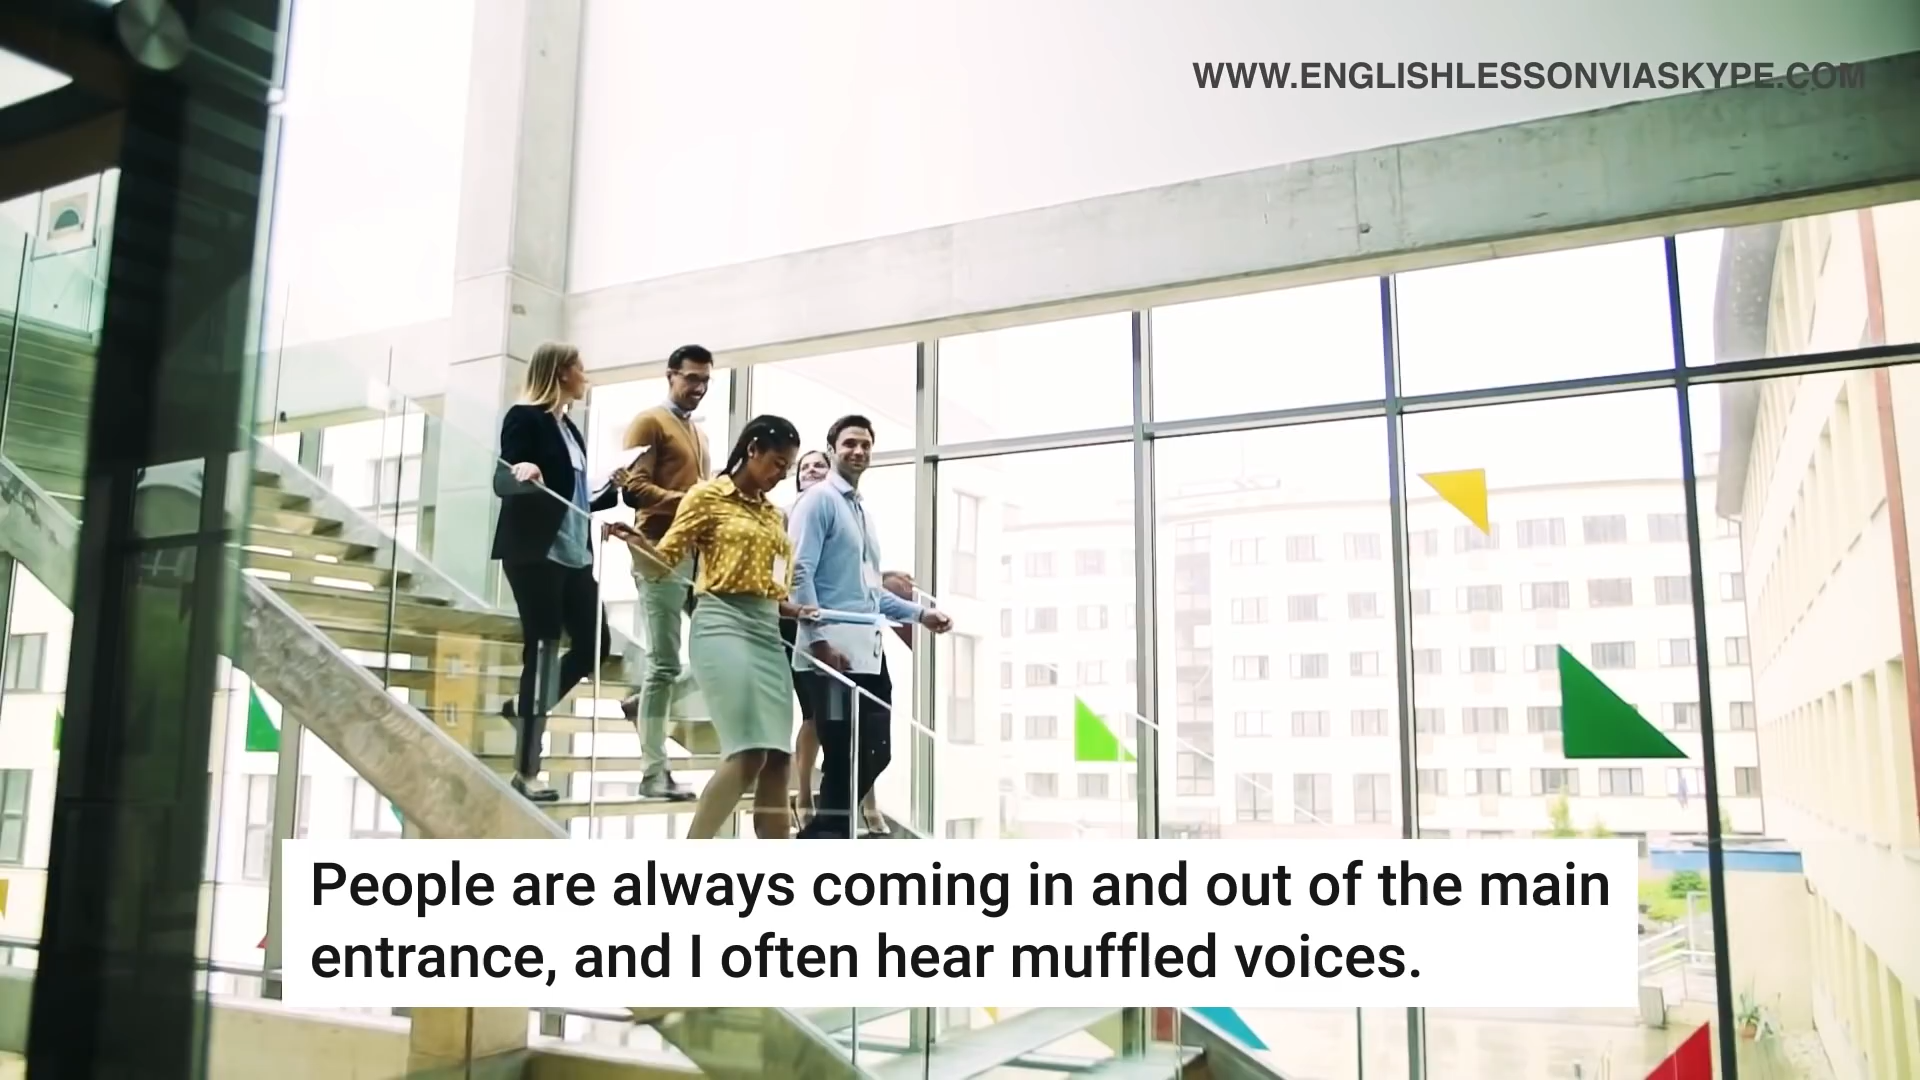 WWW.ENGLISHLESSONVIASKYPE.COM
People are always coming in and out of the main
entrance, and I often hear muffled voices.